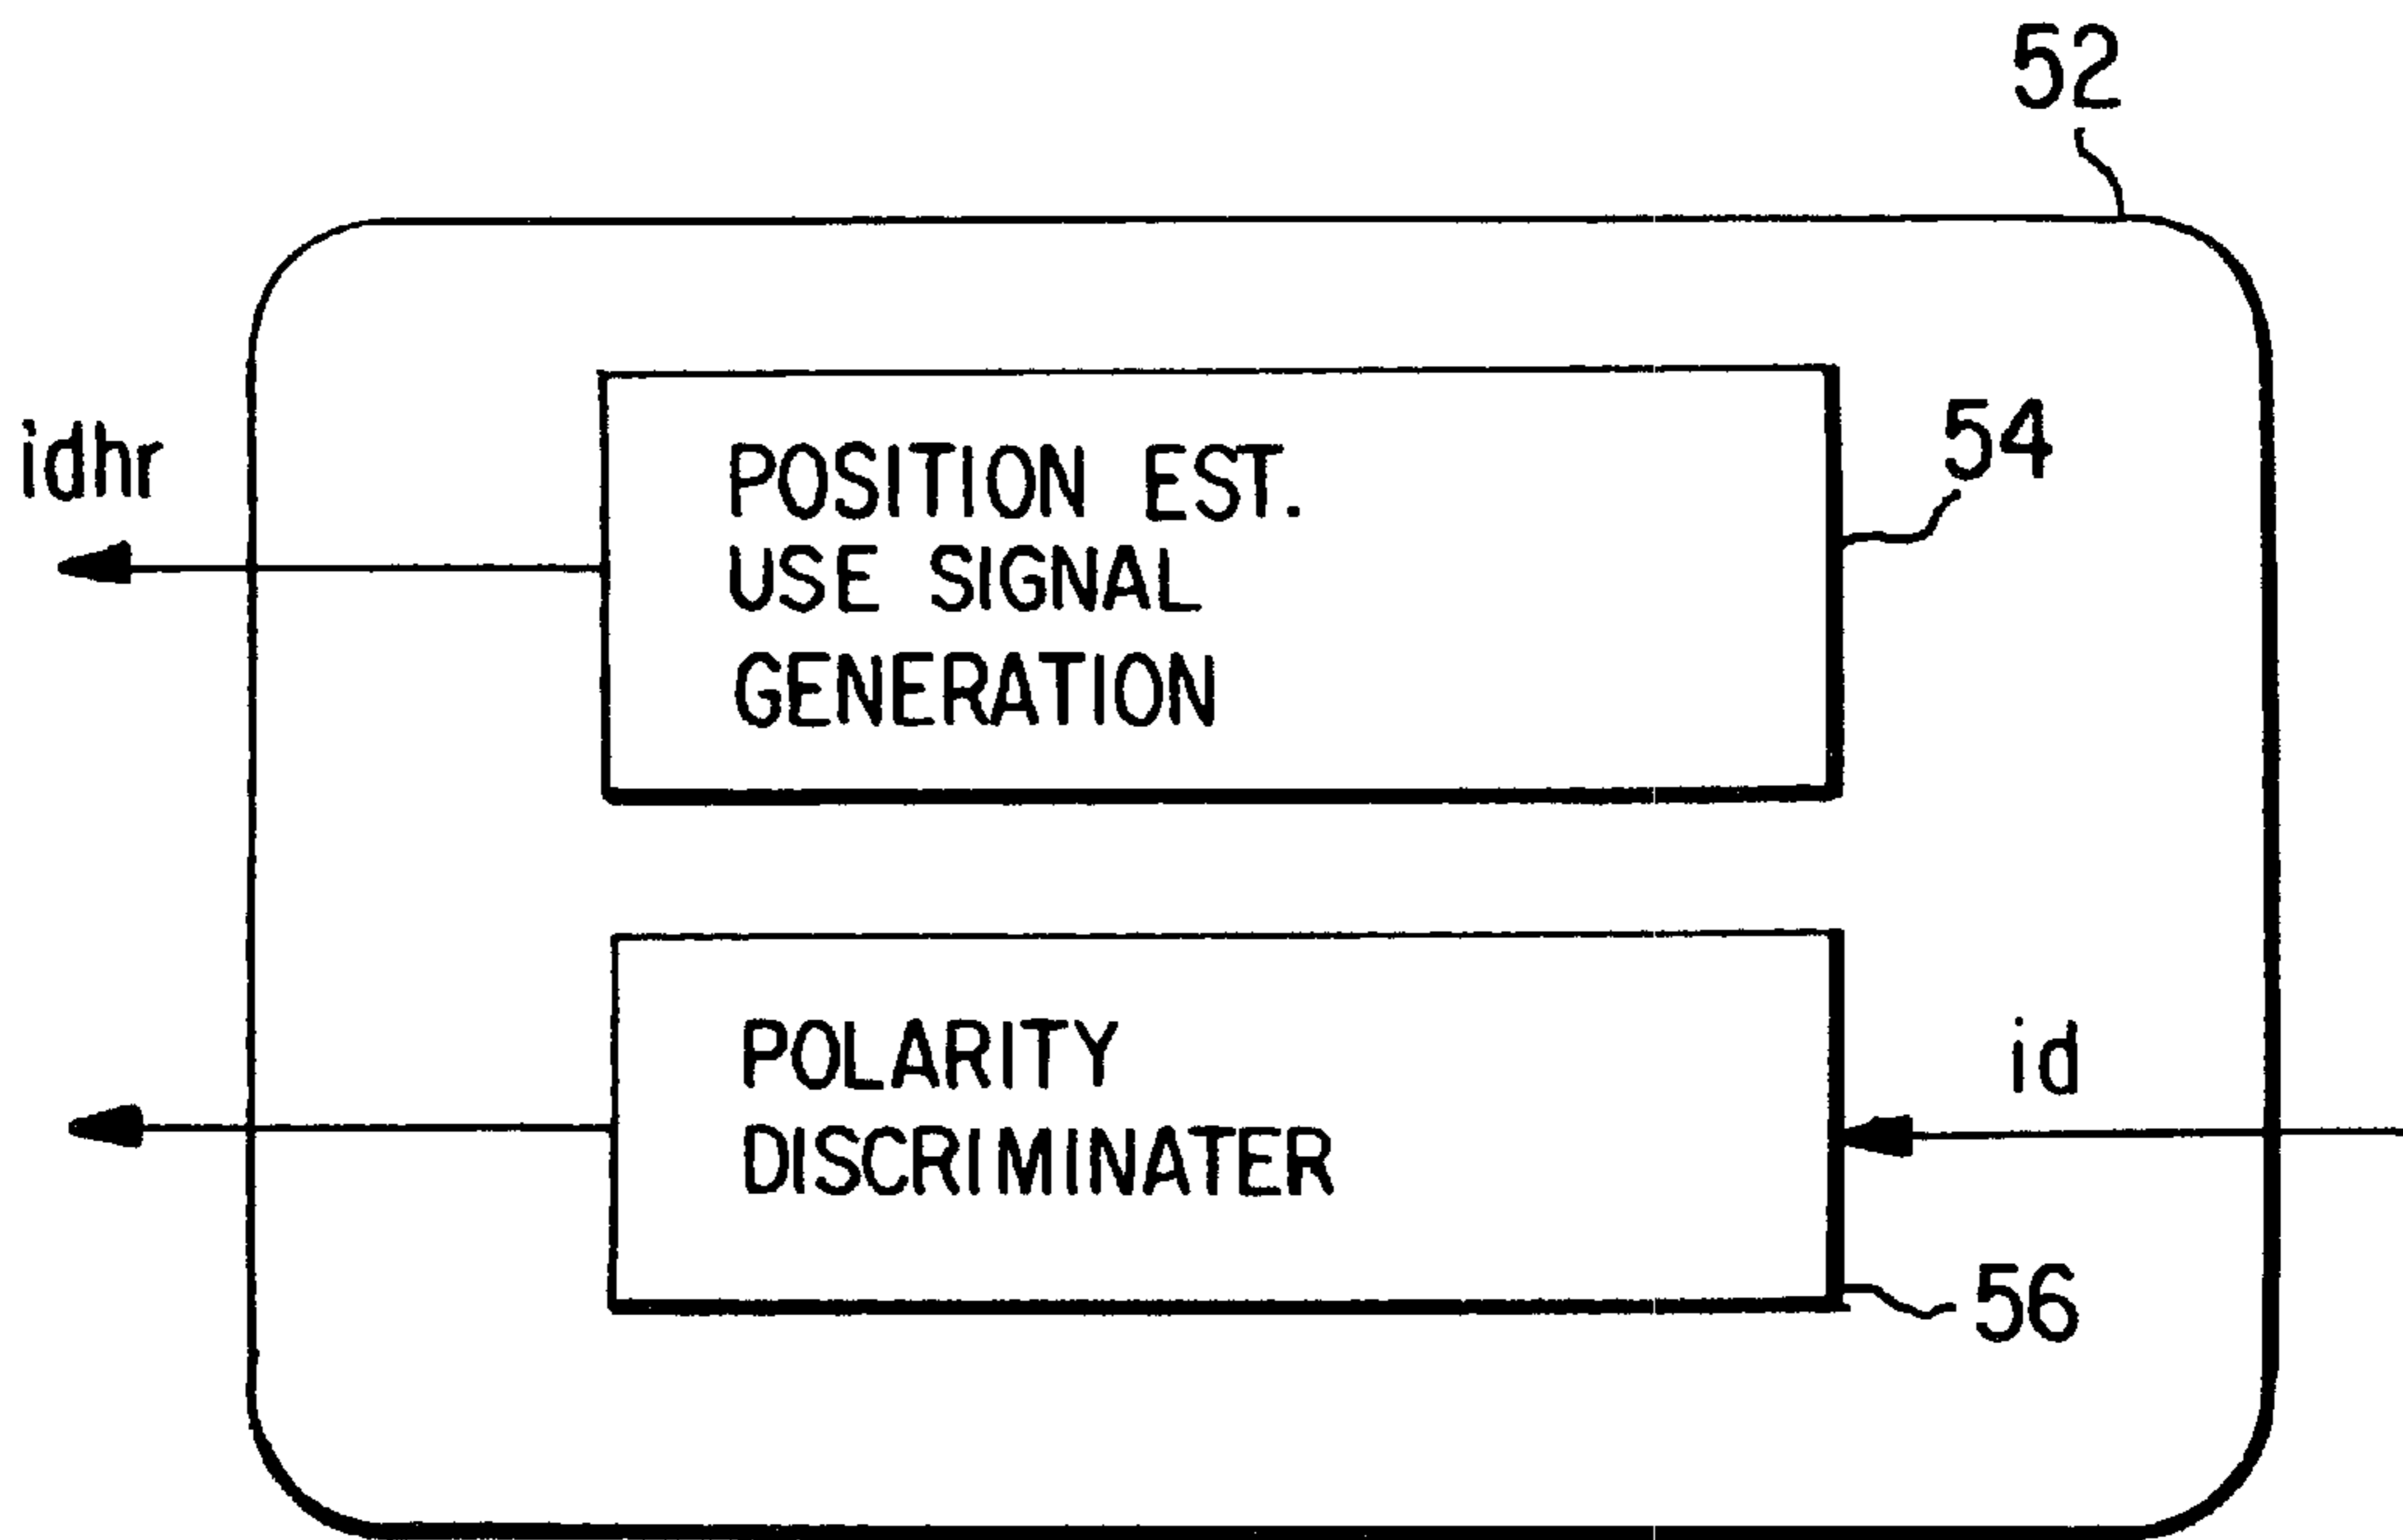 52
idhr
54
POSITION EST.
USE SIGNAL
GENERATION
id
POLARITY
DISCRIMINATER
56